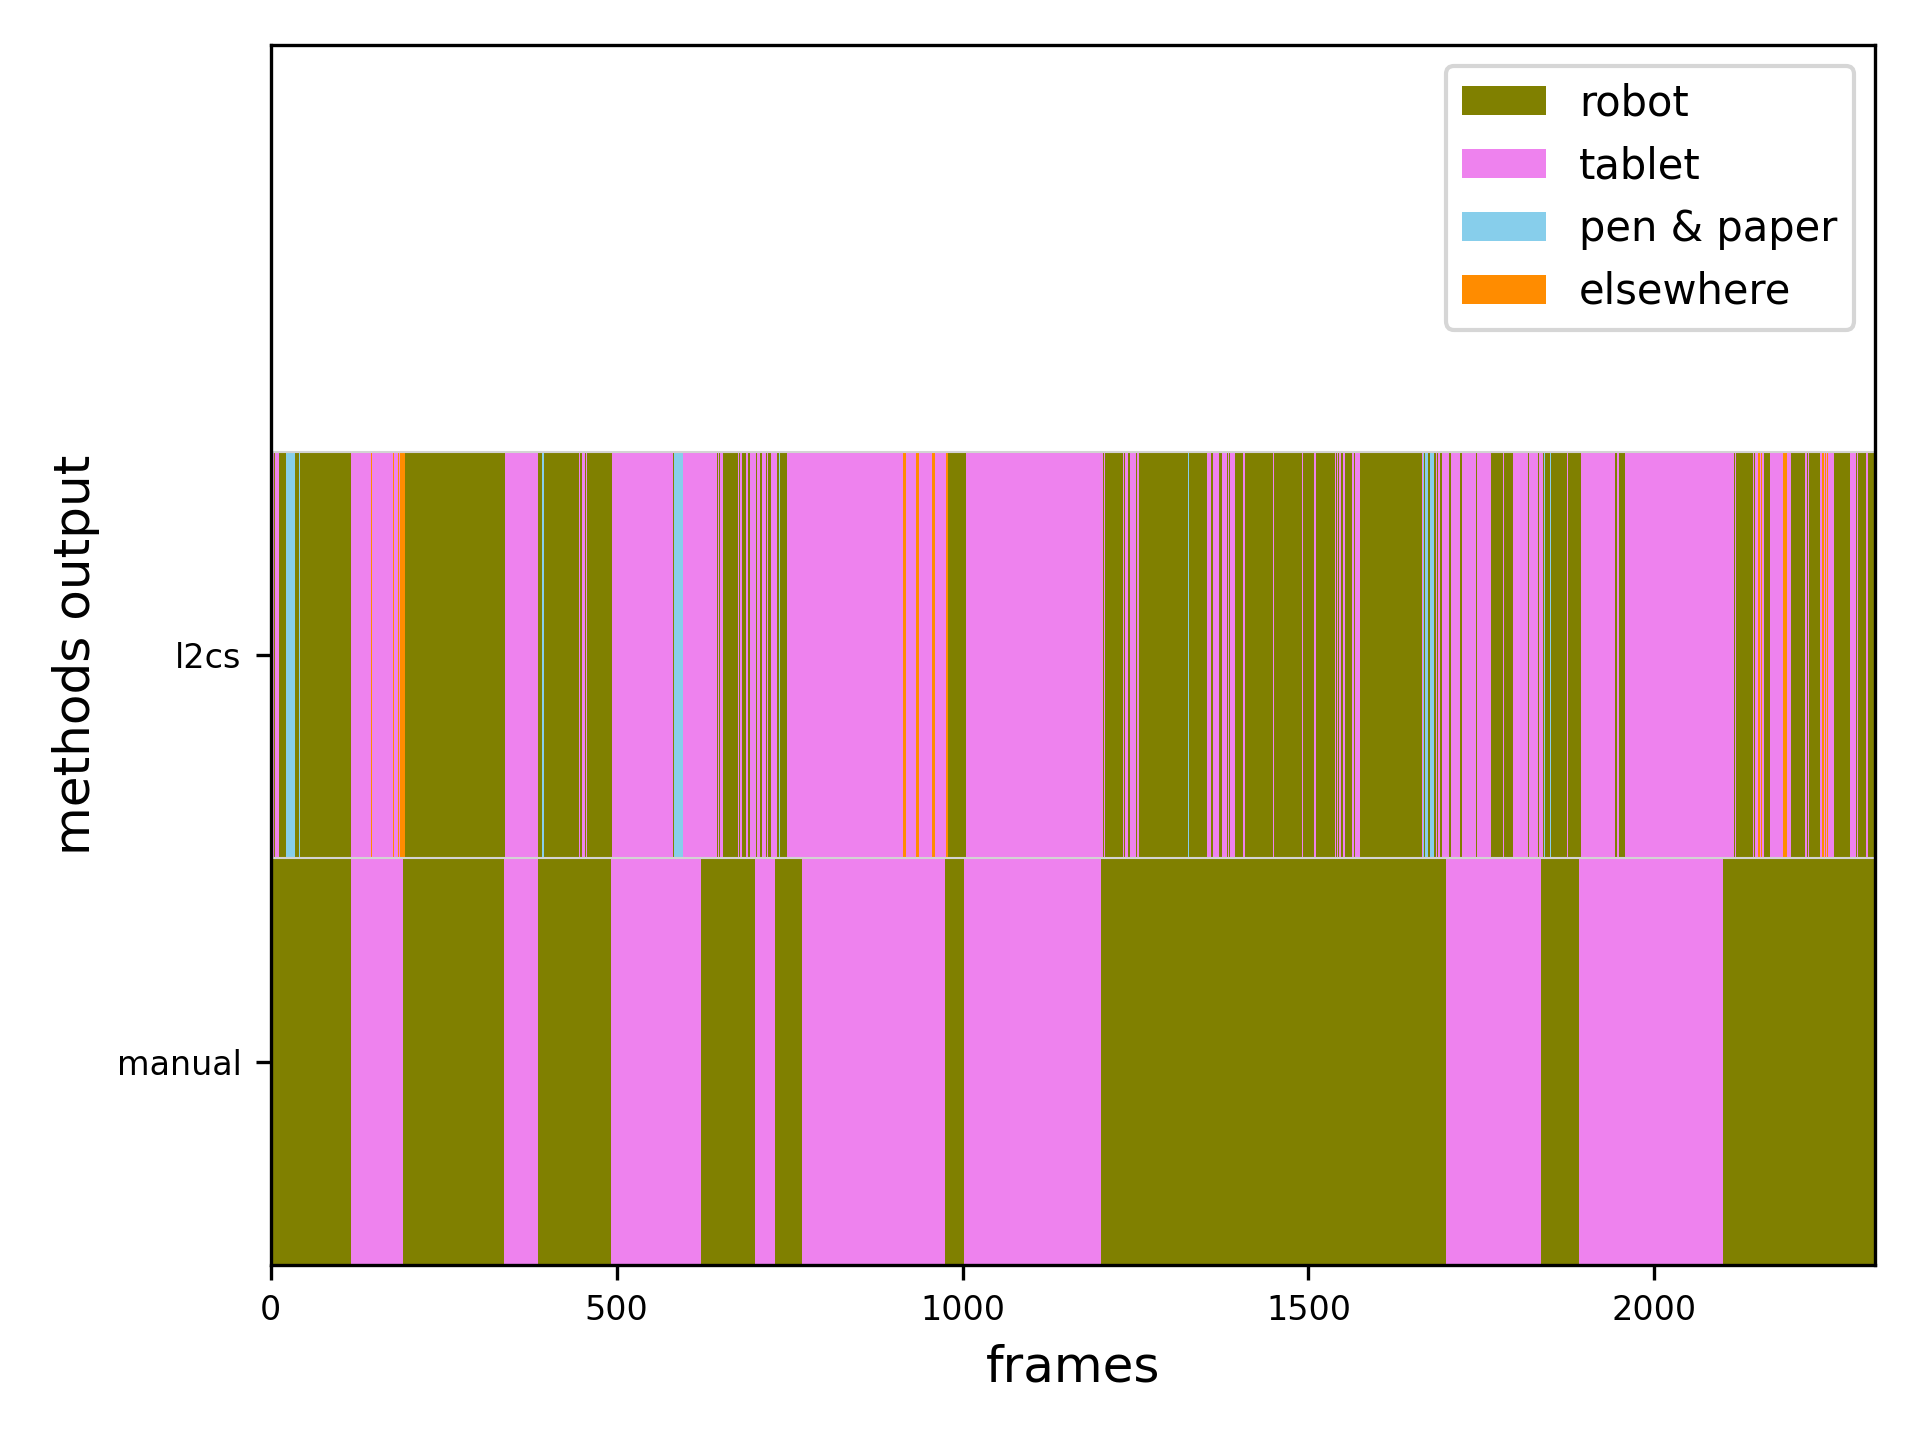 robot
tablet
pen & paper
elsewhere
methods output
l2cs
manual
0 500 1000 1500 2000
frames